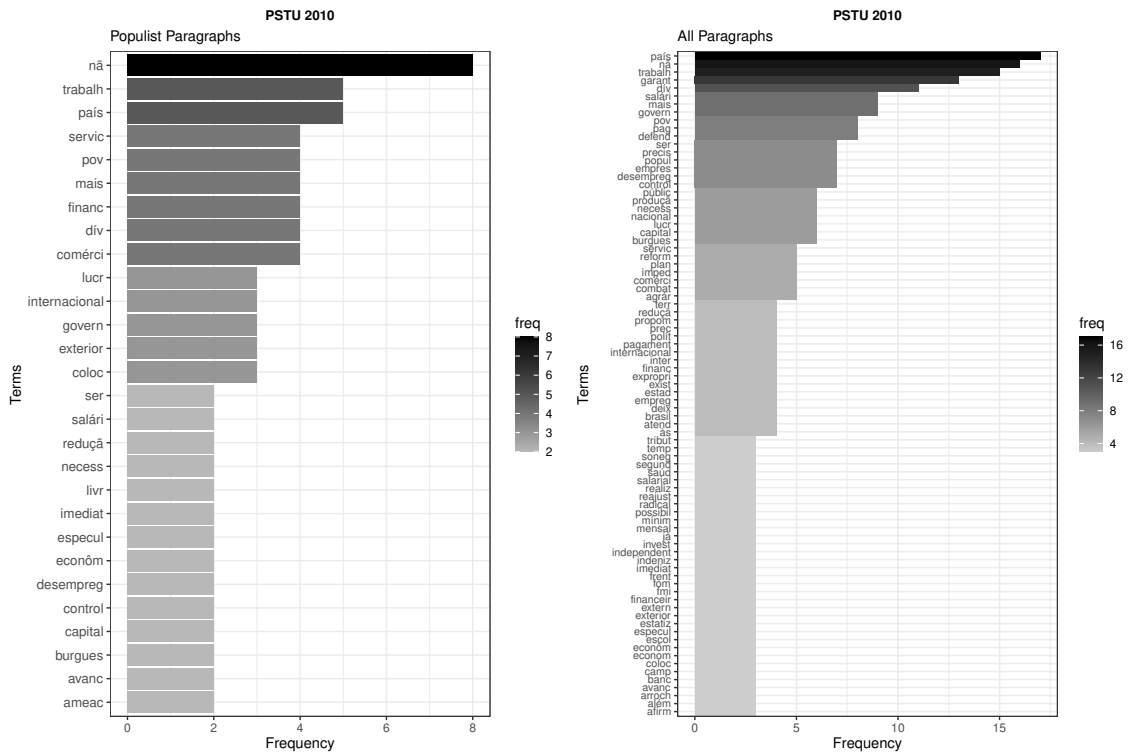 PSTU 2010
Populist Paragraphs
nã
trabalh
país
servic
pov
mais
financ
dív
comérci
lucr
internacional
govern
exterior
coloc
ser
salári
reduçã
necess
livr
imediat
especul
econôm
desempreg
control
capital
burgues
avanc
ameac
Terms
0 2 4 6 8
Frequency
freq
8
7
6
5
4
3
2
PSTU 2010
All Paragraphs
país
nã
trabalh
garant
dív
salári
mais
govern
pov
pag
defend
ser
precis
popul
empres
desempreg
control
públic
produçã
necess
nacional
lucr
capital
burgues
servic
reform
plan
imped
comérci
combat
agrár
terr
reduçã
propom
prec
polít
pagament
internacional
inter
financ
expropri
exist
estad
empreg
deix
brasil
atend
às
tribut
temp
soneg
segund
saúd
salarial
realiz
reajust
radical
possibil
mínim
mensal
já
invest
independent
indeniz
imediat
frent
fom
fmi
financeir
extern
exterior
estatiz
especul
escol
econôm
econom
coloc
camp
banc
avanc
arroch
além
afirm
Terms
0 5 10 15
Frequency
freq
16
12
8
4